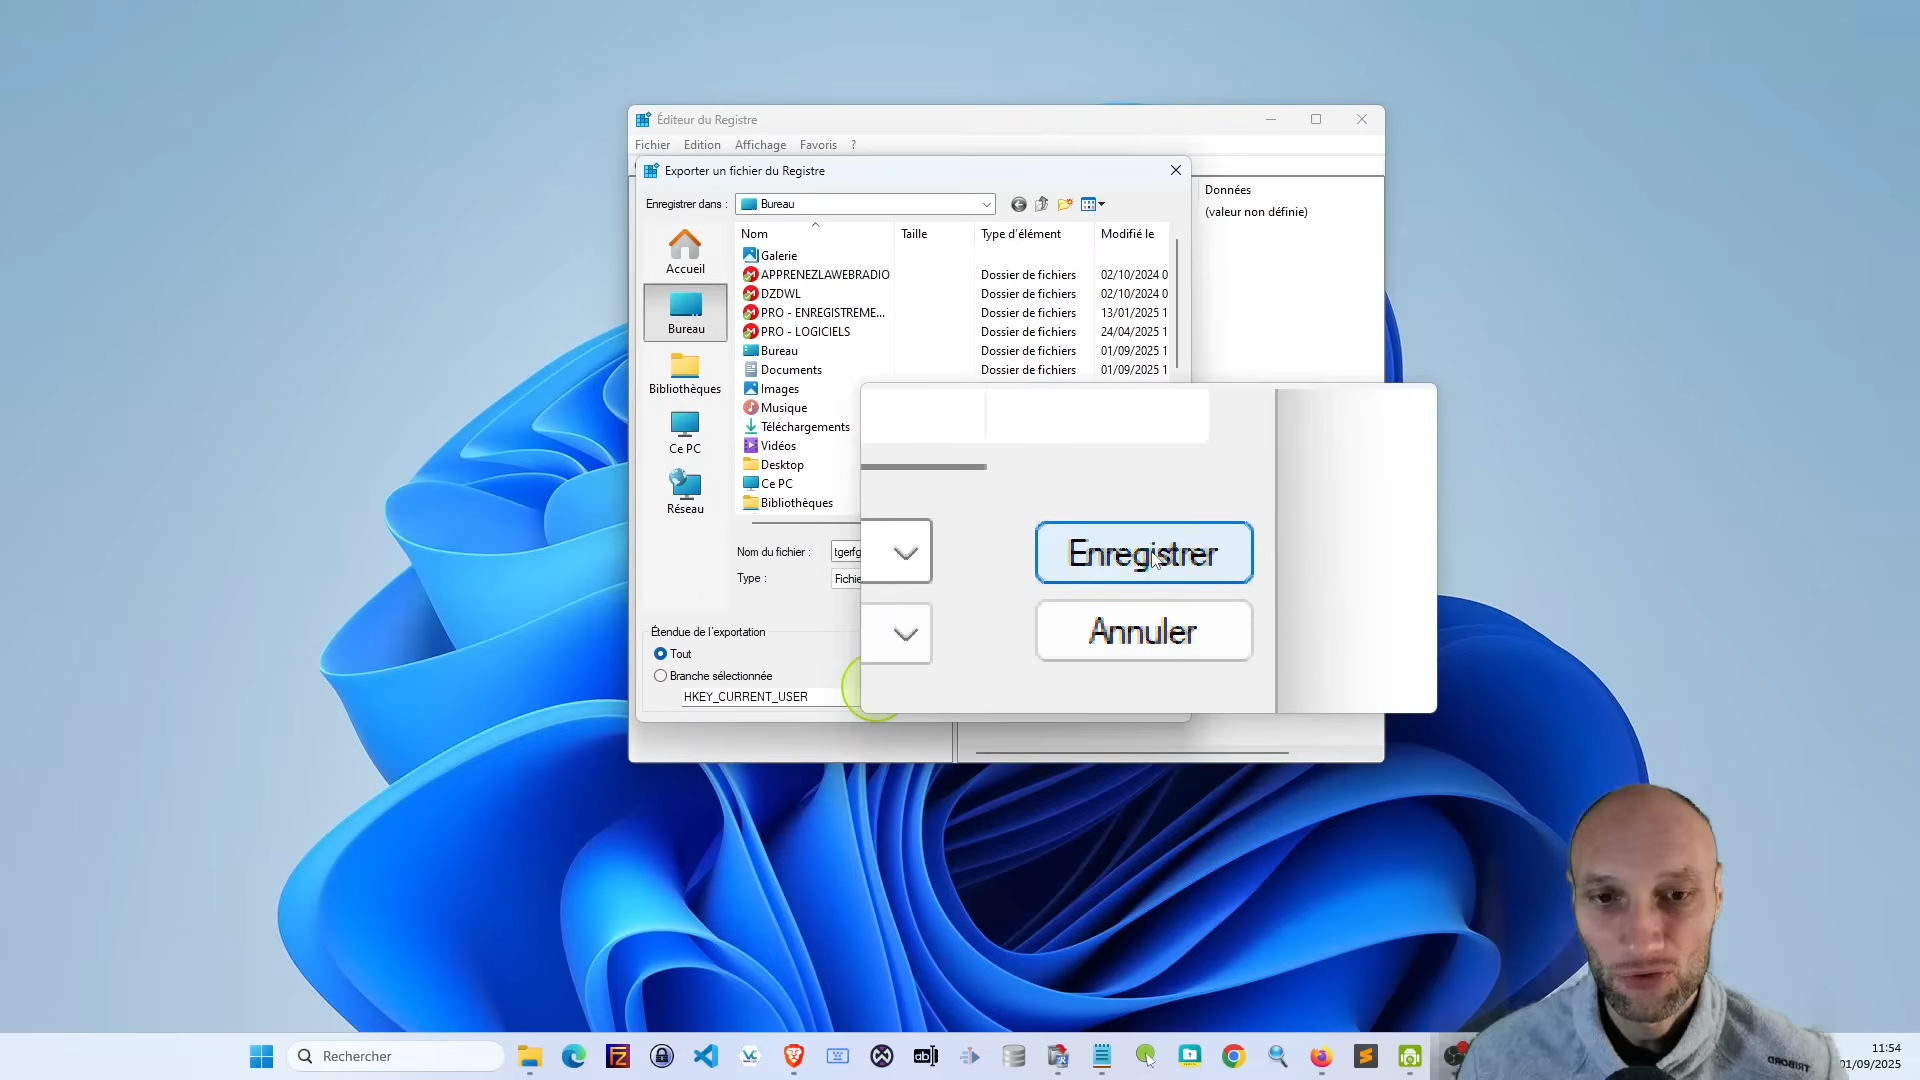 Éditeur du Registre
Fichier Edition Affichage Favoris ?
Exporter un fichier du Registre
Enregistrer dans : Bureau
Données
(valeur non définie)
Nom Taille Type d'élément Modifié le
Accueil
Bureau
Bibliothèques
Ce PC
Réseau
Galerie
APPRENEZLAWEBRADIO Dossier de fichiers 02/10/2024 0
DZDWL Dossier de fichiers 02/10/2024 0
PRO - ENREGISTREME... Dossier de fichiers 13/01/2025 1
PRO - LOGICIELS Dossier de fichiers 24/04/2025 1
Bureau Dossier de fichiers 01/09/2025 1
Documents Dossier de fichiers 01/09/2025 1
Images
Musique
Téléchargements
Vidéos
Desktop
Ce PC
Bibliothèques
Nom du fichier : tgerfg
Type : Fichie
Enregistrer
Annuler
Étendue de l'exportation
Tout
Branche sélectionnée
HKEY_CURRENT_USER
Rechercher
11:54
01/09/2025
TRIBORD